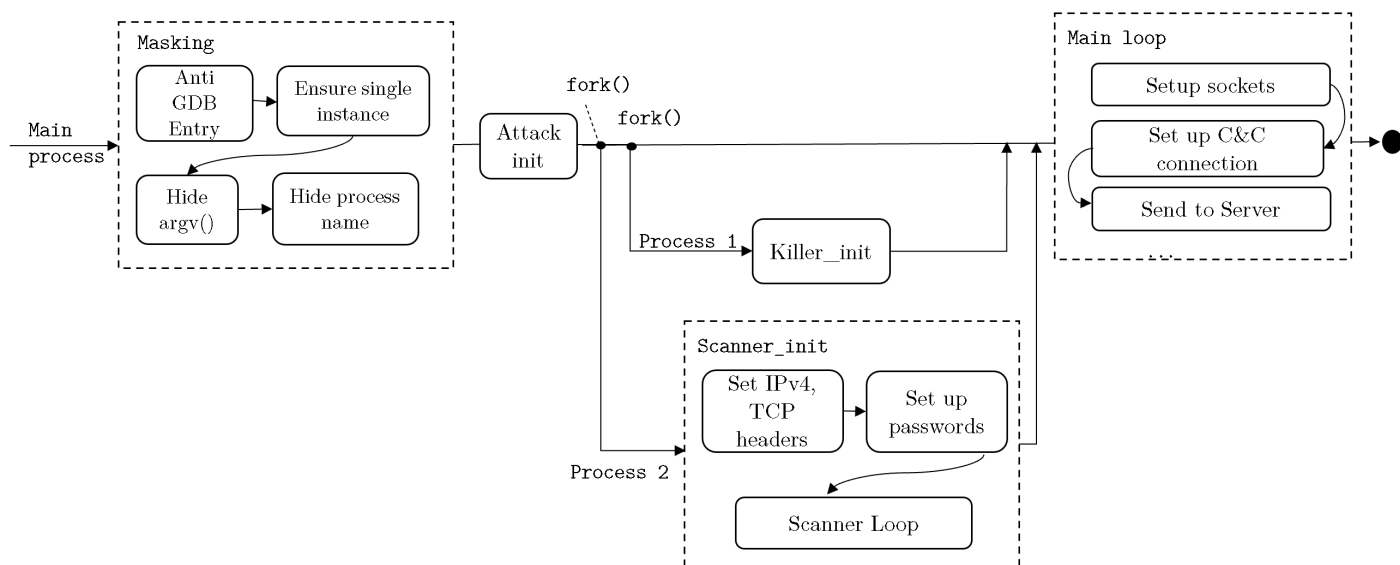 Main
process
Masking
Anti
GDB
Entry
Ensure single
instance
Hide
argv()
Hide process
name
Attack
init
fork()
fork()
Process 1
Killer_init
Process 2
Scanner_init
Set IPv4,
TCP
headers
Set up
passwords
Scanner Loop
Main loop
Setup sockets
Set up C&C
connection
Send to Server
...